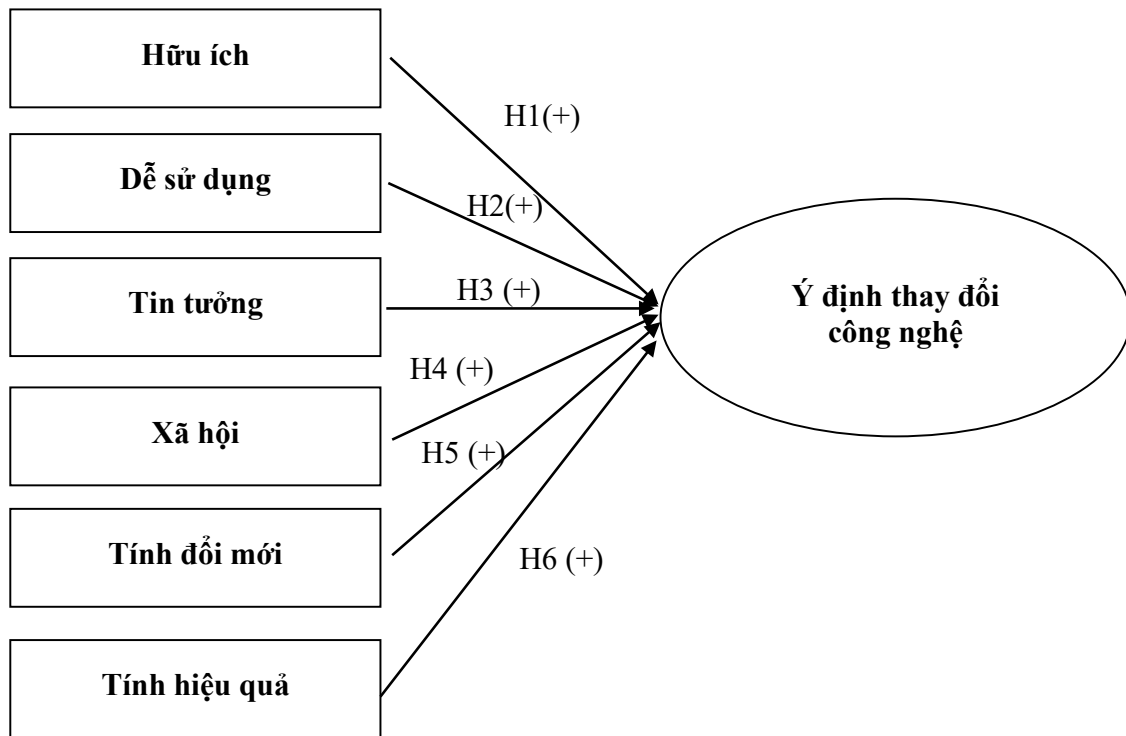 Hữu ích
H1(+)
Dễ sử dụng
H2(+)
Tin tưởng
H3 (+)
Ý định thay đổi
công nghệ
H4 (+)
Xã hội
H5 (+)
Tính đổi mới
H6 (+)
Tính hiệu quả